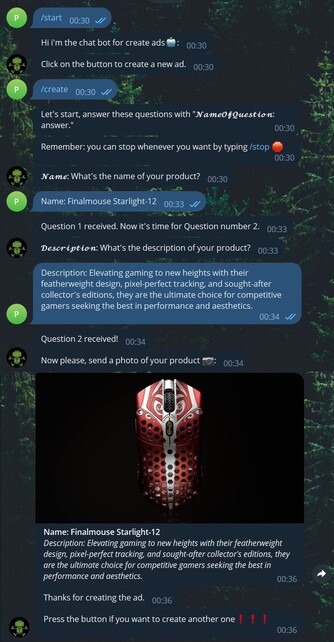 P /start 00:30
Hi i'm the chat bot for create ads🤖: 00:30
Click on the button to create a new ad. 00:30
P /create 00:30
Let's start, answer these questions with "𝓝𝓪𝓶𝓮𝓞𝓯𝓠𝓾𝓮𝓼𝓽𝓲𝓸𝓷:
answer." 00:30
Remember: you can stop whenever you want by typing /stop 🛑
00:30
𝓝𝓪𝓶𝓮: What's the name of your product? 00:30
P Name: Finalmouse Starlight-12 00:33
Question 1 received. Now it's time for Question number 2. 00:33
𝓓𝓮𝓼𝓬𝓻𝓲𝓹𝓽𝓲𝓸𝓷: What's the description of your product? 00:33
Description: Elevating gaming to new heights with their
featherweight design, pixel-perfect tracking, and sought-after
collector's editions, they are the ultimate choice for competitive
gamers seeking the best in performance and aesthetics.
P 00:34
Question 2 received! 00:34
Now please, send a photo of your product 📷: 00:34
Name: Finalmouse Starlight-12
Description: Elevating gaming to new heights with their featherweight
design, pixel-perfect tracking, and sought-after collector's editions, they
are the ultimate choice for competitive gamers seeking the best in
performance and aesthetics. 00:36
Thanks for creating the ad. 00:36
Press the button if you want to create another one❗❗❗
00:36